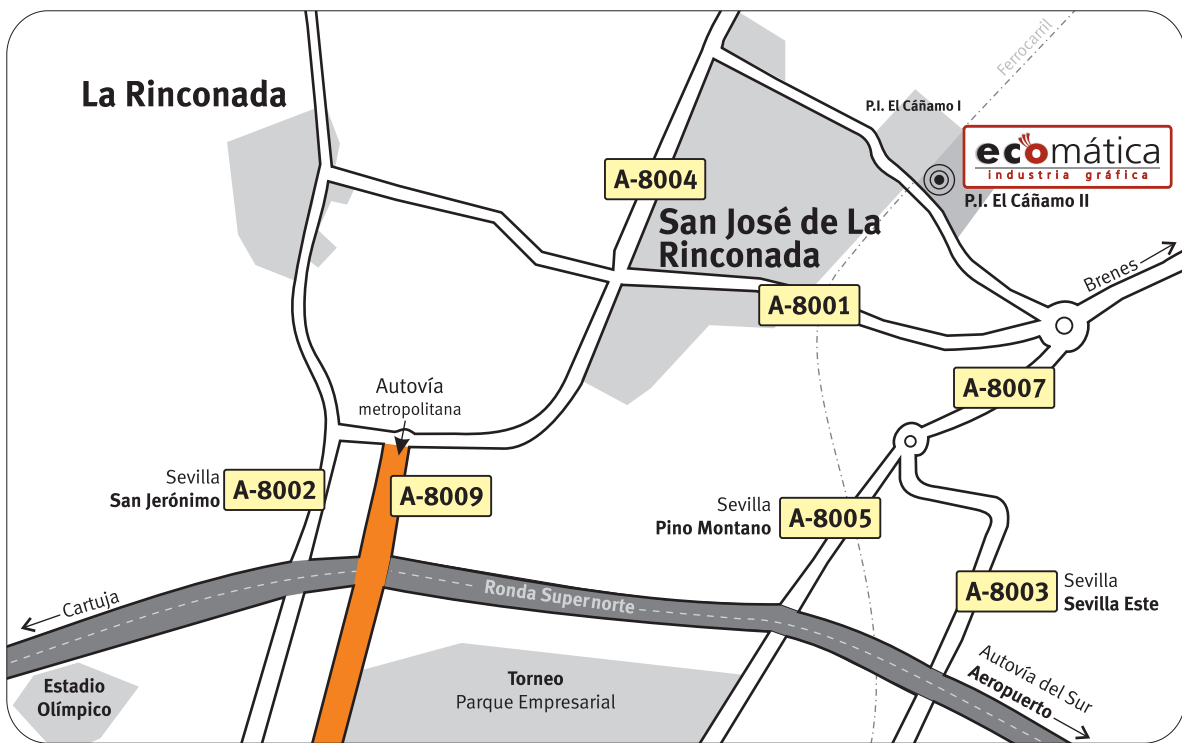 Ferrocarril
La Rinconada
P.I. El Cáñamo I
ecomática
industria gráfica
P.I. El Cáñamo II
A-8004
San José de La
Rinconada
A-8001
Brenes
A-8007
Autovía
metropolitana
Sevilla
San Jerónimo
A-8002
A-8009
Sevilla
Pino Montano
A-8005
A-8003
Sevilla
Sevilla Este
Ronda Supernorte
Cartuja
Estadio
Olímpico
Torneo
Parque Empresarial
Autovía del Sur
Aeropuerto